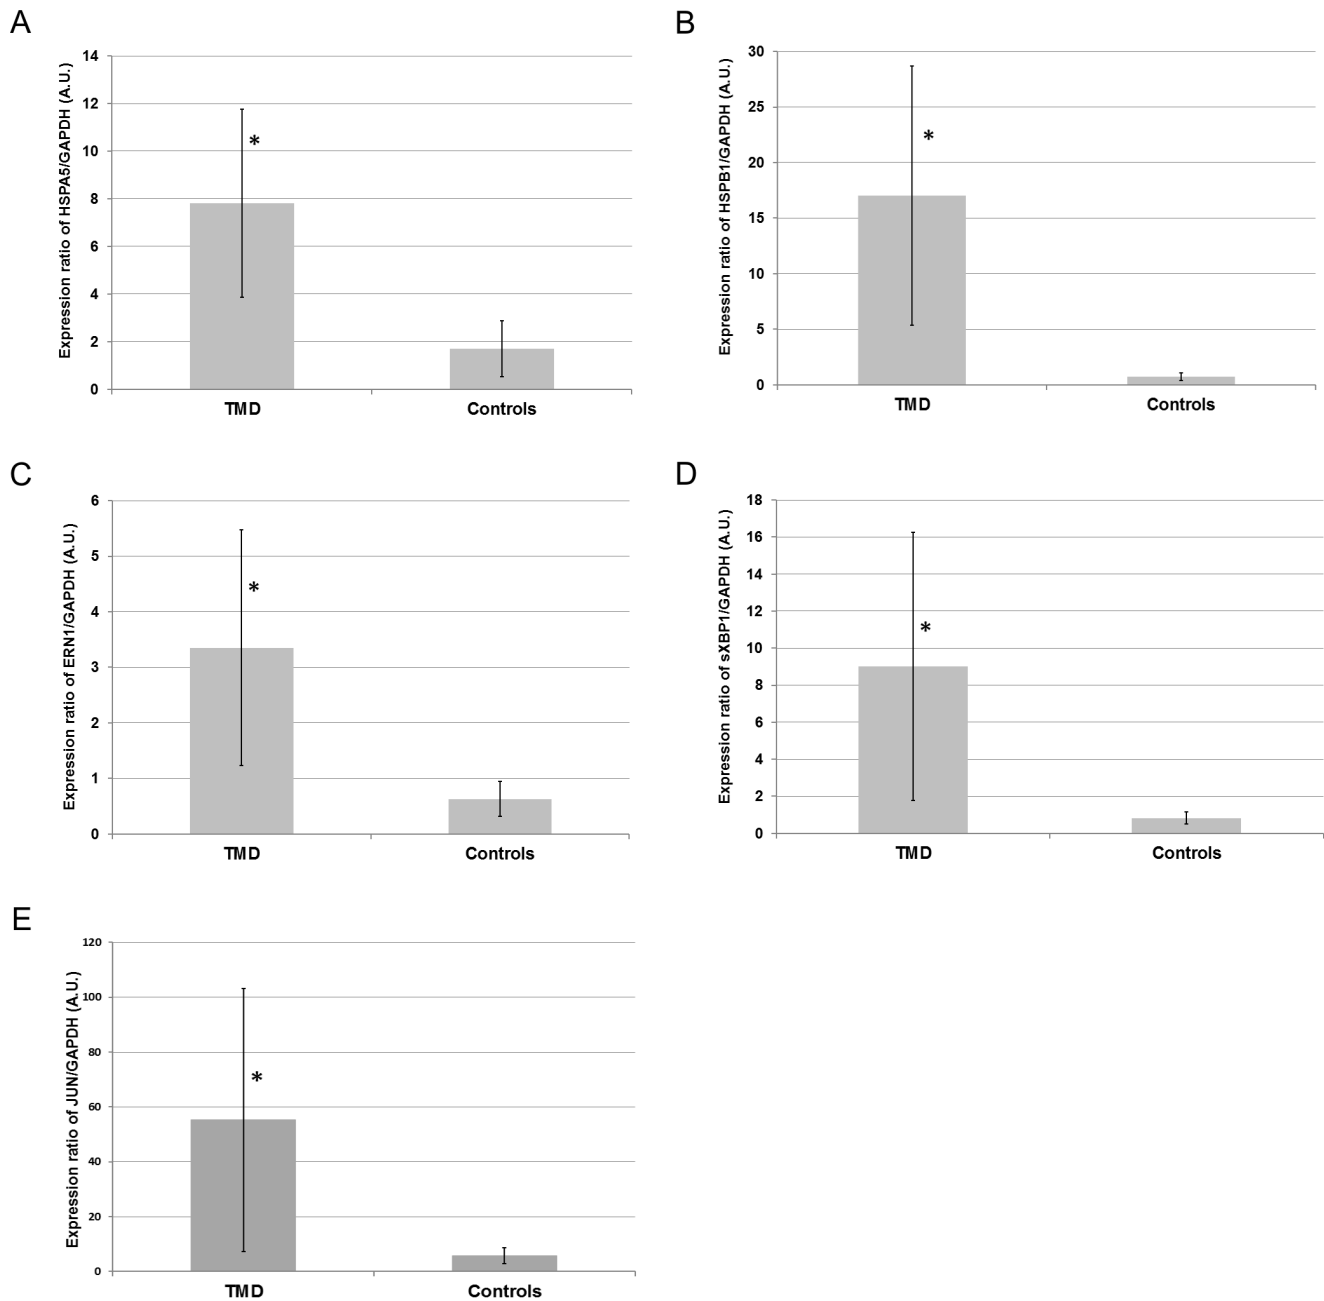 A
Expression ratio of HSPA5/GAPDH (A.U.)
14
12
10
8
6
4
2
0
*
TMD
Controls
B
Expression ratio of HSPB1/GAPDH (A.U.)
30
25
20
15
10
5
0
*
TMD
Controls
C
Expression ratio of ERN1/GAPDH (A.U.)
6
5
4
3
2
1
0
*
TMD
Controls
D
Expression ratio of sXBP1/GAPDH (A.U.)
18
16
14
12
10
8
6
4
2
0
*
TMD
Controls
E
Expression ratio of JUN/GAPDH (A.U.)
120
100
80
60
40
20
0
*
TMD
Controls